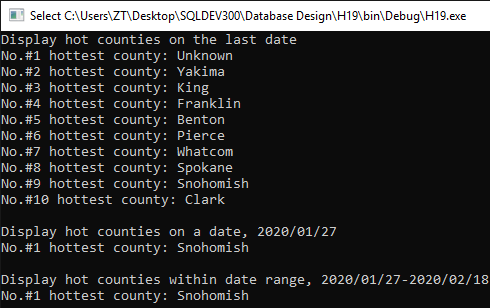 Select C:\Users\ZT\Desktop\SQLDEV300\Database Design\H19\bin\Debug\H19.exe
Display hot counties on the last date
No.#1 hottest county: Unknown
No.#2 hottest county: Yakima
No.#3 hottest county: King
No.#4 hottest county: Franklin
No.#5 hottest county: Benton
No.#6 hottest county: Pierce
No.#7 hottest county: Whatcom
No.#8 hottest county: Spokane
No.#9 hottest county: Snohomish
No.#10 hottest county: Clark
Display hot counties on a date, 2020/01/27
No.#1 hottest county: Snohomish
Display hot counties within date range, 2020/01/27-2020/02/18
No.#1 hottest county: Snohomish